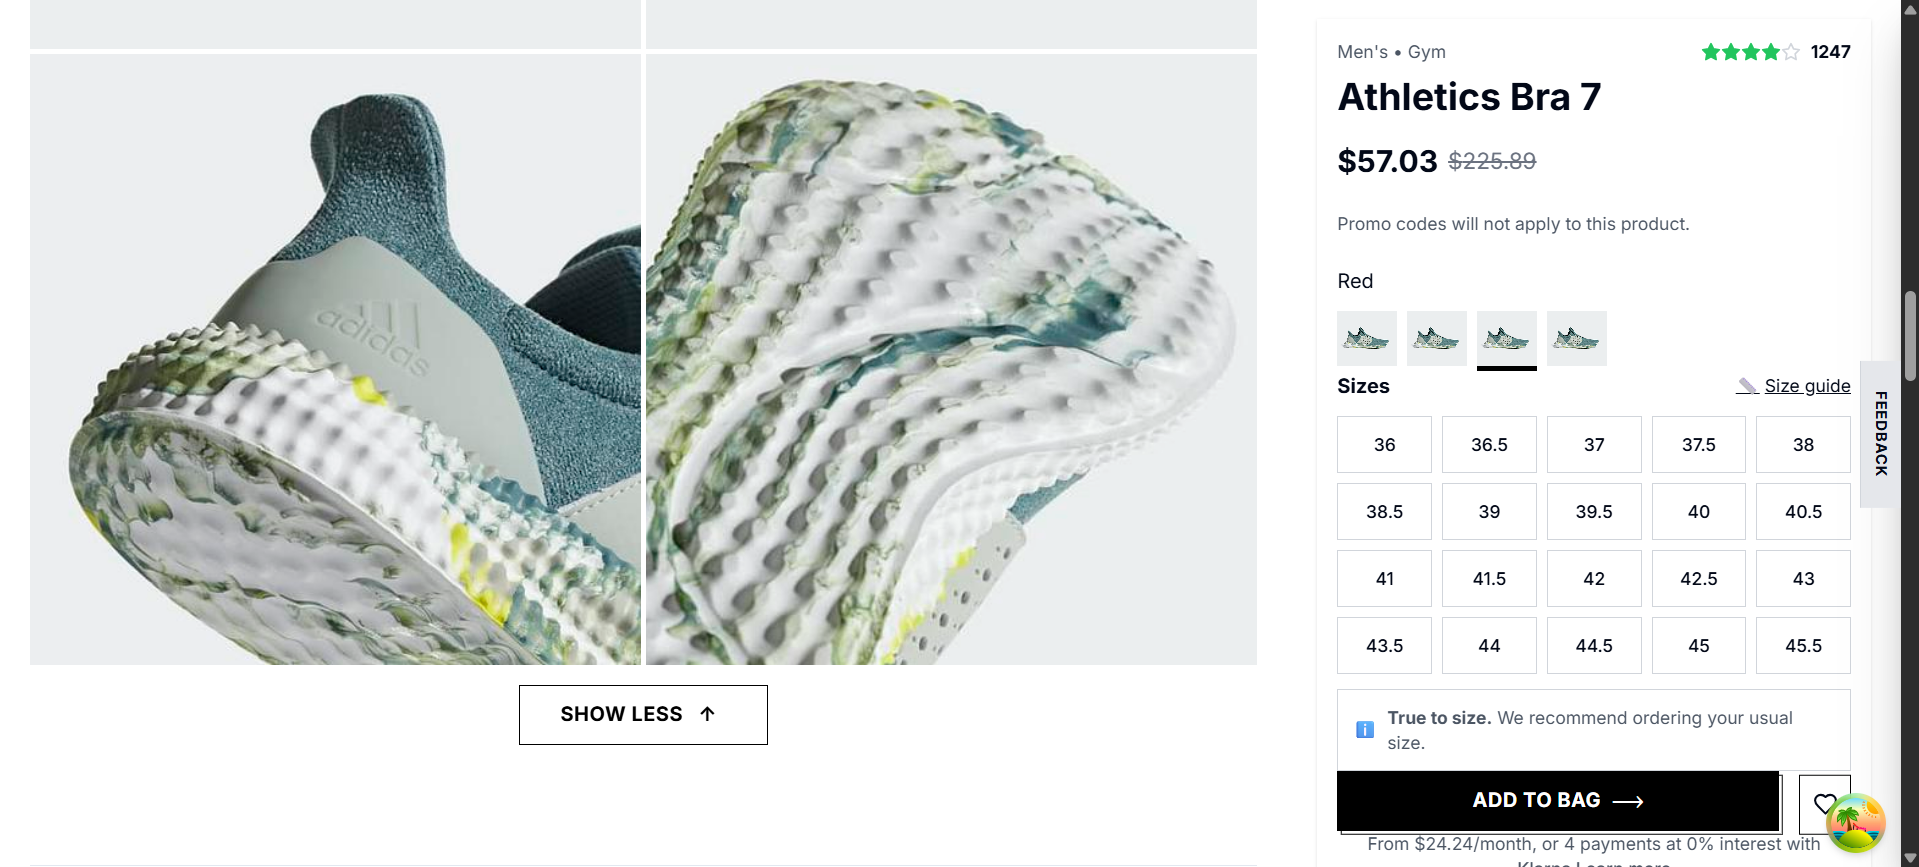 adidas
SHOW LESS ↑
Men's • Gym
1247
Athletics Bra 7
$57.03 $225.89
Promo codes will not apply to this product.
Red
Sizes
Size guide
36 36.5 37 37.5 38
38.5 39 39.5 40 40.5
41 41.5 42 42.5 43
43.5 44 44.5 45 45.5
True to size. We recommend ordering your usual
size.
ADD TO BAG
From $24.24/month, or 4 payments at 0% interest with
Klarna Learn more
FEEDBACK